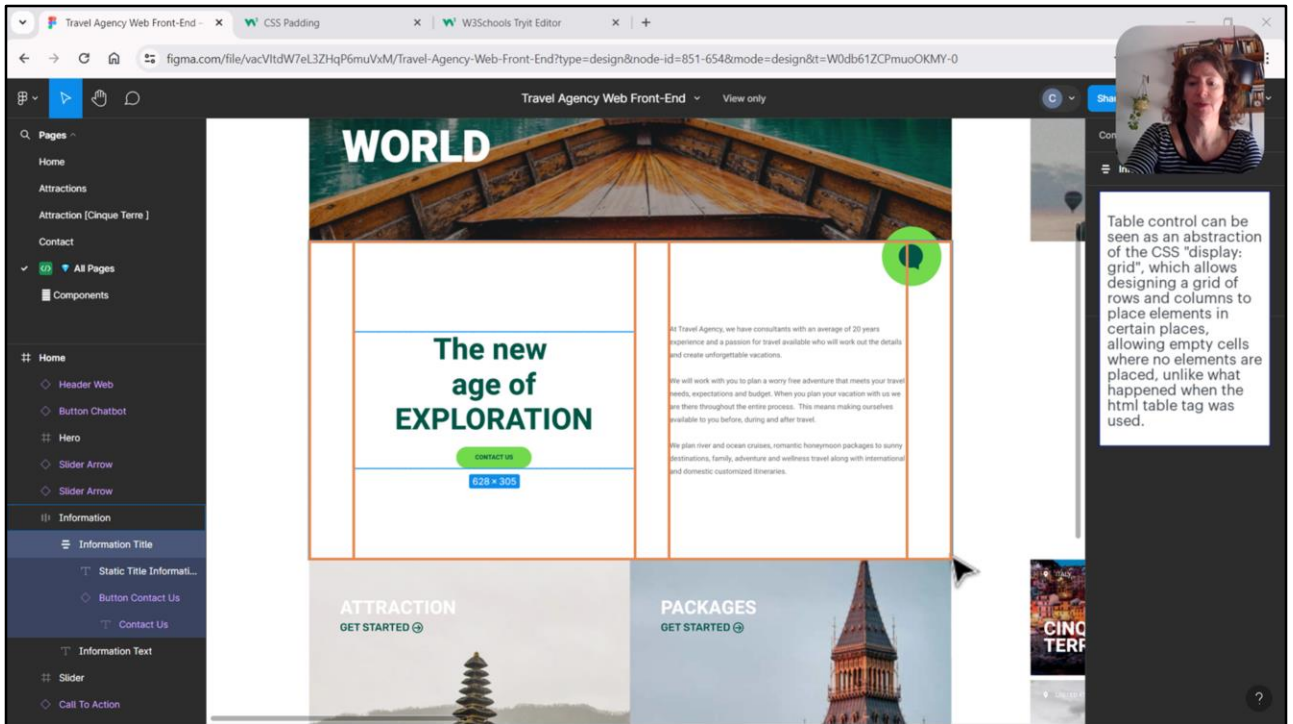 Travel Agency Web Front-End -
CSS Padding
W3Schools Tryit Editor
figma.com/file/vacVItdW7eL3ZHqP6muVxM/Travel-Agency-Web-Front-End?type=design&node-id=851-654&mode=design&t=W0db61ZCPmuoOKMY-0
Travel Agency Web Front-End
View only
C
Pages
Home
Attractions
Attraction [Cinque Terre ]
Contact
All Pages
Components
Home
Header Web
Button Chatbot
Hero
Slider Arrow
Slider Arrow
Information
Information Title
Static Title Informati...
Button Contact Us
Contact Us
Information Text
Slider
Call To Action
WORLD
The new
age of
EXPLORATION
CONTACT US
628 × 305
At Travel Agency, we have consultants with an average of 20 years
experience and a passion for travel available who will work out the details
and create unforgettable vacations.
We will work with you to plan a worry free adventure that meets your travel
needs, expectations and budget. When you plan your vacation with us we
are there throughout the entire process. This means making ourselves
available to you before, during and after travel.
We plan river and ocean cruises, romantic honeymoon packages to sunny
destinations, family, adventure and wellness travel along with international
and domestic customized itineraries.
ATTRACTION
GET STARTED
PACKAGES
GET STARTED
ITALY
CINQ
TERR
Table control can be
seen as an abstraction
of the CSS "display:
grid", which allows
designing a grid of
rows and columns to
place elements in
certain places,
allowing empty cells
where no elements are
placed, unlike what
happened when the
html table tag was
used.
?